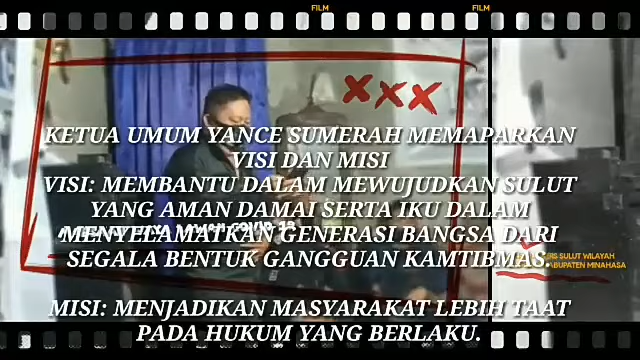 FILM
FILM
XXX
KETUA UMUM YANCE SUMERAH MEMAPARKAN
VISI DAN MISI
VISI: MEMBANTU DALAM MEWUJUDKAN SULUT
YANG AMAN DAMAI SERTA IKU DALAM
MENYELAMATKAN GENERASI BANGSA DARI
SEGALA BENTUK GANGGUAN KAMTIBMAS.
RS SULUT WILAYAH
KABUPATEN MINAHASA
MISI: MENJADIKAN MASYARAKAT LEBIH TAAT
PADA HUKUM YANG BERLAKU.